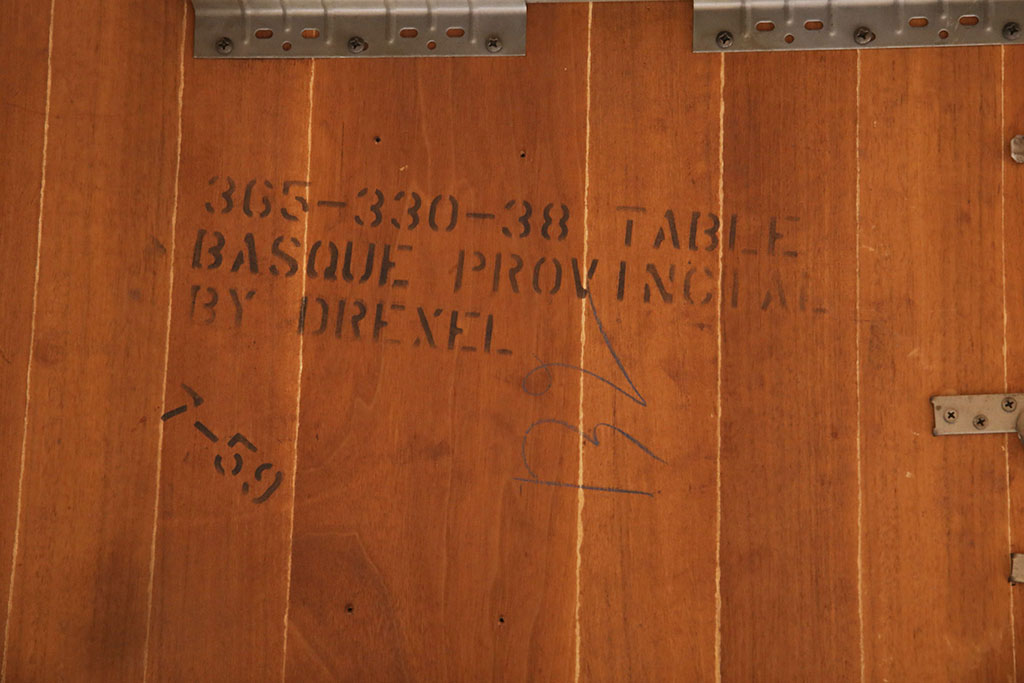 365-330-38 TABLE
BASQUE PROVINCIAL
BY DREXEL
7-59